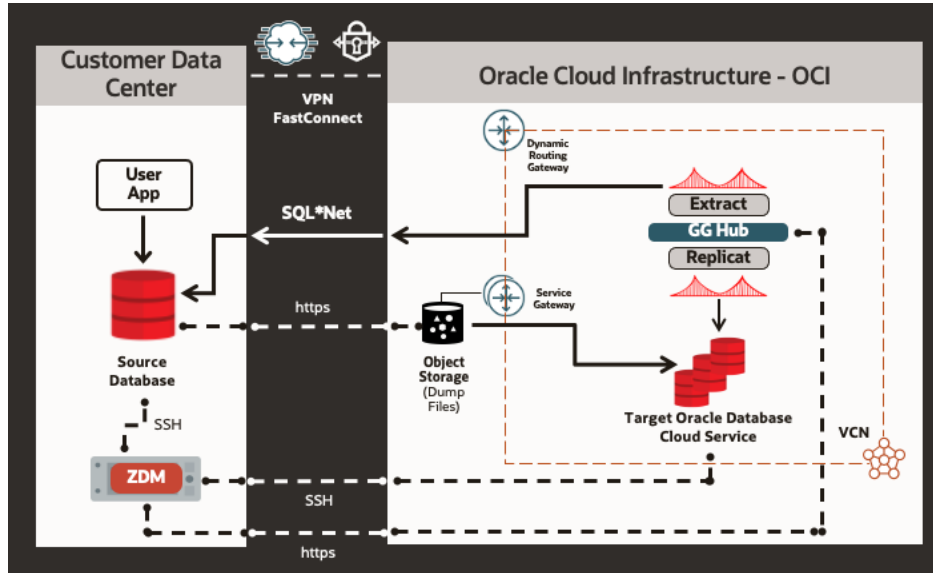 Customer Data
Center
VPN
FastConnect
Oracle Cloud Infrastructure - OCI
User
App
SQL*Net
https
Source
Database
SSH
ZDM
SSH
https
Dynamic
Routing
Gateway
Extract
GG Hub
Replicat
Service
Gateway
Object
Storage
(Dump
Files)
Target Oracle Database
Cloud Service
VCN